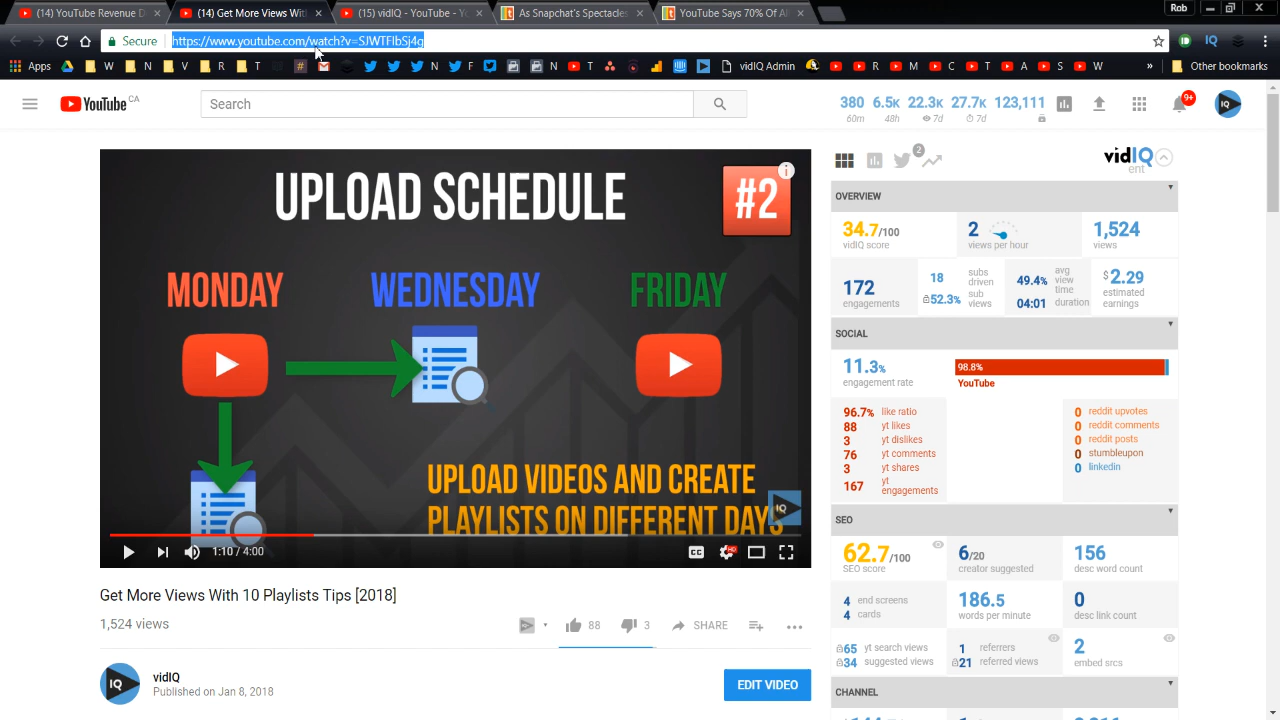 (14) YouTube Revenue D
(14) Get More Views With
(15) vidIQ - YouTube - Yo
As Snapchat's Spectacles
YouTube Says 70% Of Al
Rob
Secure
https://www.youtube.com/watch?v=SJWTFIbSj4g
Apps W N V R T N F N T R M C T A S W
vidIQ Admin
Other bookmarks
YouTube CA
Search
380 6.5K 22.3K 27.7K 123,111
60m 48h 7d 7d
9+
IQ
UPLOAD SCHEDULE
#2
MONDAY WEDNESDAY FRIDAY
UPLOAD VIDEOS AND CREATE
PLAYLISTS ON DIFFERENT DAYS
IQ
1:10 / 4:00
CC
HD
Get More Views With 10 Playlists Tips [2018]
1,524 views
88 3 SHARE
IQ
vidIQ
Published on Jan 8, 2018
EDIT VIDEO
2
vidIQ
ent
OVERVIEW
34.7/100
vidIQ score
2
views per hour
1,524
views
172
engagements
18 subs driven
52.3% sub views
49.4% avg view time
04:01 duration
$2.29
estimated earnings
SOCIAL
11.3%
engagement rate
98.8%
YouTube
96.7% like ratio
88 yt likes
3 yt dislikes
76 yt comments
3 yt shares
167 yt engagements
0 reddit upvotes
0 reddit comments
0 reddit posts
0 stumbleupon
0 linkedin
SEO
62.7/100
SEO score
6/20
creator suggested
156
desc word count
4 end screens
4 cards
186.5
words per minute
0
desc link count
65 yt search views
34 suggested views
1 referrers
21 referred views
2
embed srcs
CHANNEL